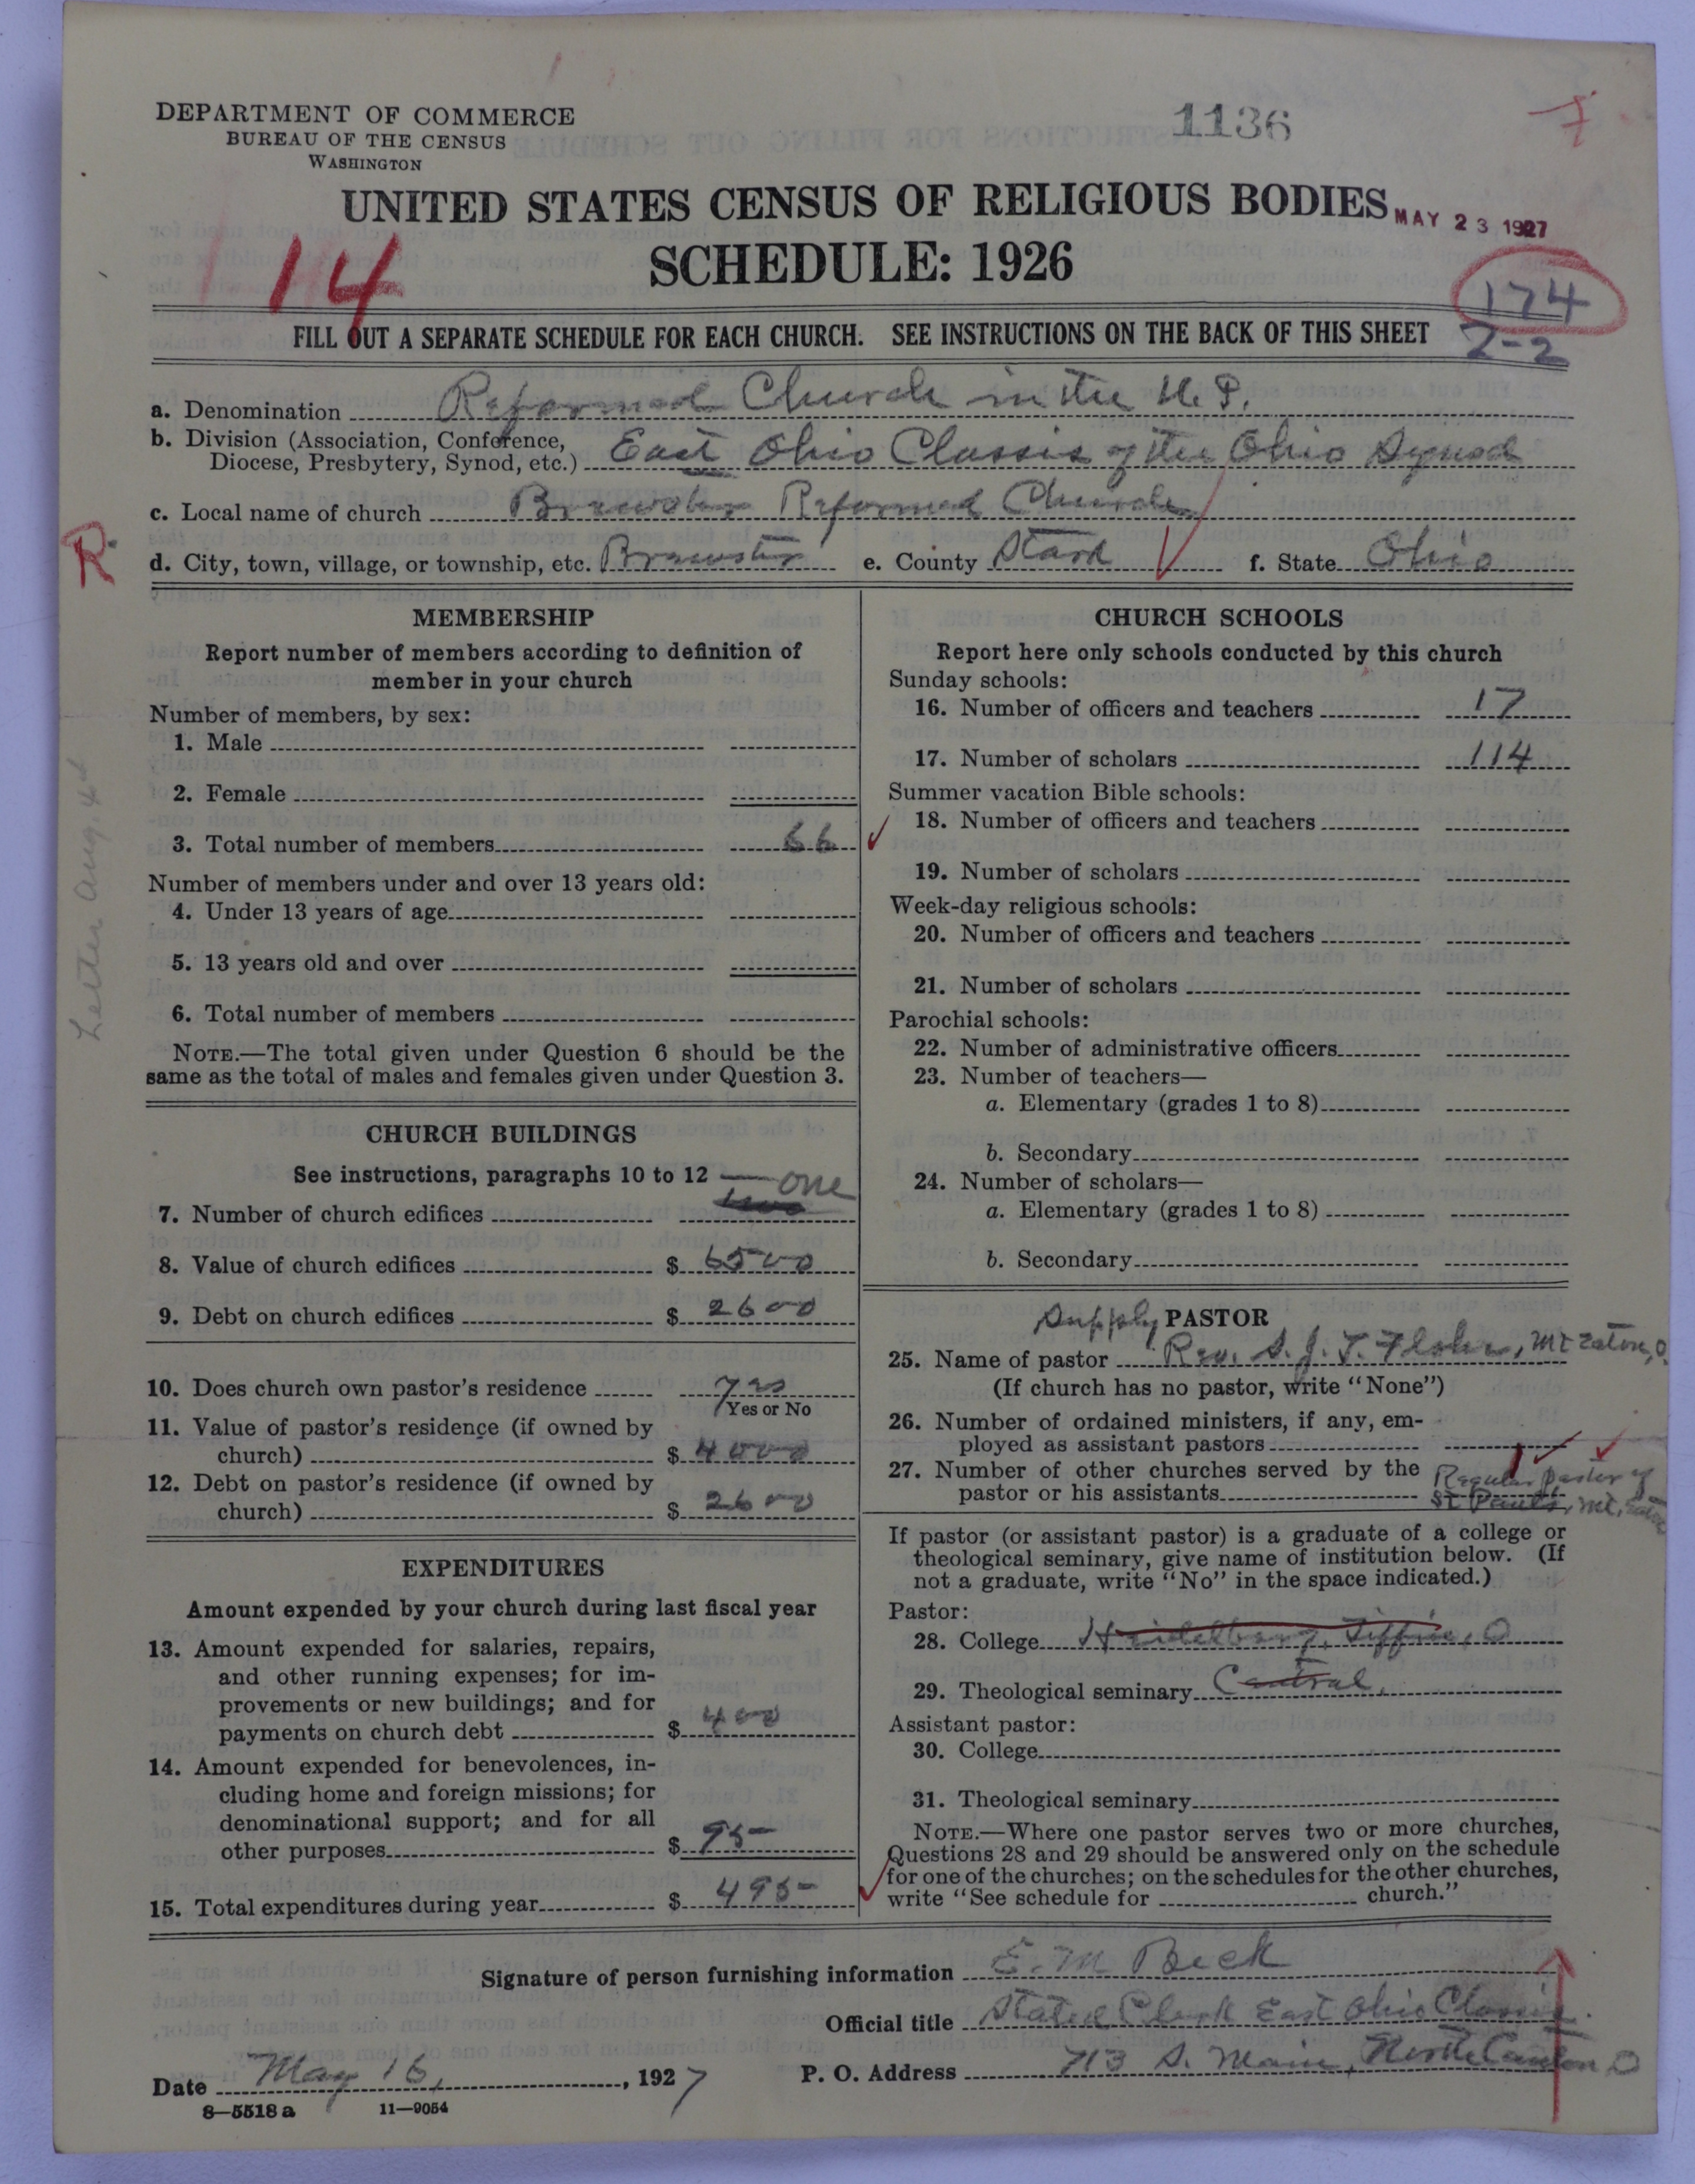 DEPARTMENT OF COMMERCE
BUREAU OF THE CENSUS
WASHINGTON
1136
7
UNITED STATES CENSUS OF RELIGIOUS BODIES
MAY 23 1927
SCHEDULE: 1926
14
174
2-2
FILL OUT A SEPARATE SCHEDULE FOR EACH CHURCH. SEE INSTRUCTIONS ON THE BACK OF THIS SHEET
a. Denomination Reformed Church in the U.S.
b. Division (Association, Conference, Diocese, Presbytery, Synod, etc.) East Ohio Classis of the Ohio Synod
c. Local name of church Brewster Reformed Church
R.
d. City, town, village, or township, etc. Brewster e. County Stark f. State Ohio
Letter Aug. 4
MEMBERSHIP
Report number of members according to definition of
member in your church
Number of members, by sex:
1. Male
2. Female
3. Total number of members 66
Number of members under and over 13 years old:
4. Under 13 years of age
5. 13 years old and over
6. Total number of members
NOTE.—The total given under Question 6 should be the
same as the total of males and females given under Question 3.
CHURCH BUILDINGS
See instructions, paragraphs 10 to 12
7. Number of church edifices one
8. Value of church edifices $ 6500
9. Debt on church edifices $ 2600
10. Does church own pastor's residence yes
Yes or No
11. Value of pastor's residence (if owned by
church) $ 4000
12. Debt on pastor's residence (if owned by
church) $ 2600
EXPENDITURES
Amount expended by your church during last fiscal year
13. Amount expended for salaries, repairs,
and other running expenses; for im-
provements or new buildings; and for
payments on church debt $ 400
14. Amount expended for benevolences, in-
cluding home and foreign missions; for
denominational support; and for all
other purposes $ 95-
15. Total expenditures during year $ 495-
CHURCH SCHOOLS
Report here only schools conducted by this church
Sunday schools:
16. Number of officers and teachers 17
17. Number of scholars 114
Summer vacation Bible schools:
18. Number of officers and teachers
19. Number of scholars
Week-day religious schools:
20. Number of officers and teachers
21. Number of scholars
Parochial schools:
22. Number of administrative officers
23. Number of teachers—
a. Elementary (grades 1 to 8)
b. Secondary
24. Number of scholars—
a. Elementary (grades 1 to 8)
b. Secondary
Supply PASTOR
25. Name of pastor Rev. S. J. T. Flohr, Mt Eaton, O.
(If church has no pastor, write "None")
26. Number of ordained ministers, if any, em-
ployed as assistant pastors
27. Number of other churches served by the
pastor or his assistants 1 Regular pastor of
St Paul's, Mt. Eaton
If pastor (or assistant pastor) is a graduate of a college or
theological seminary, give name of institution below. (If
not a graduate, write "No" in the space indicated.)
Pastor:
28. College Heidelberg, Tiffin, O
29. Theological seminary Central
Assistant pastor:
30. College
31. Theological seminary
NOTE.—Where one pastor serves two or more churches,
Questions 28 and 29 should be answered only on the schedule
for one of the churches; on the schedules for the other churches,
write "See schedule for church."
Signature of person furnishing information E. M Beck
Official title Stated Clerk East Ohio Classis
Date May 16, 1927 P. O. Address 713 S. Main, North Canton O
8—5518 a 11—9054